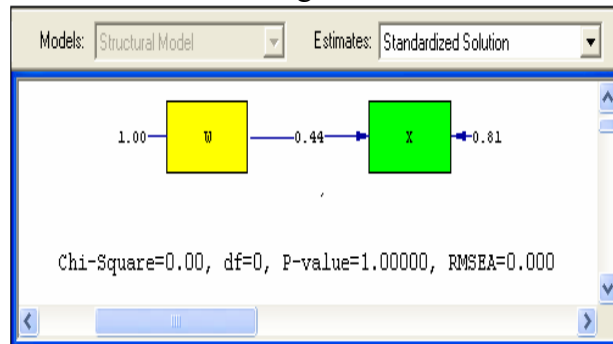 Models: Structural Model Estimates: Standardized Solution
1.00 W 0.44 X 0.81
Chi-Square=0.00, df=0, P-value=1.00000, RMSEA=0.000